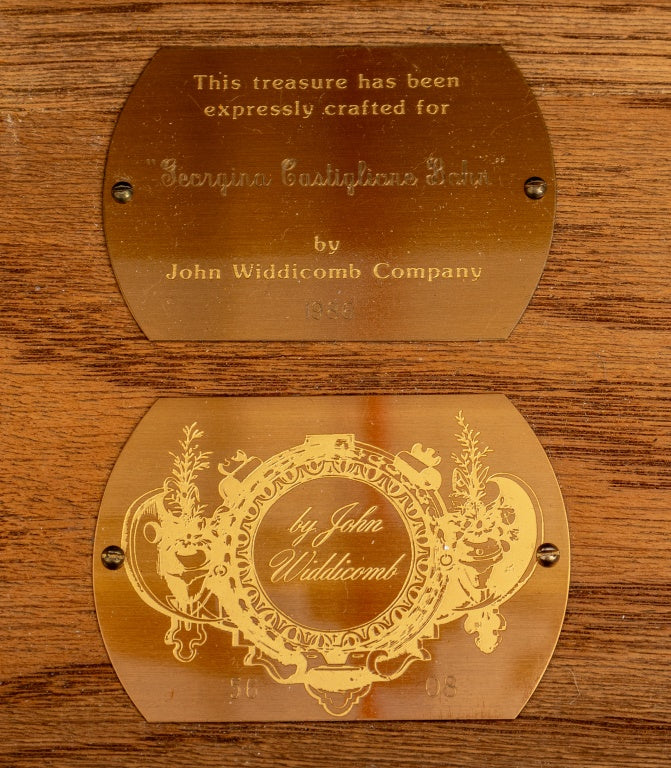 This treasure has been
expressly crafted for
"Georgina Castiglione Bohn"
by
John Widdicomb Company
1986
by John
Widdicomb
56 08